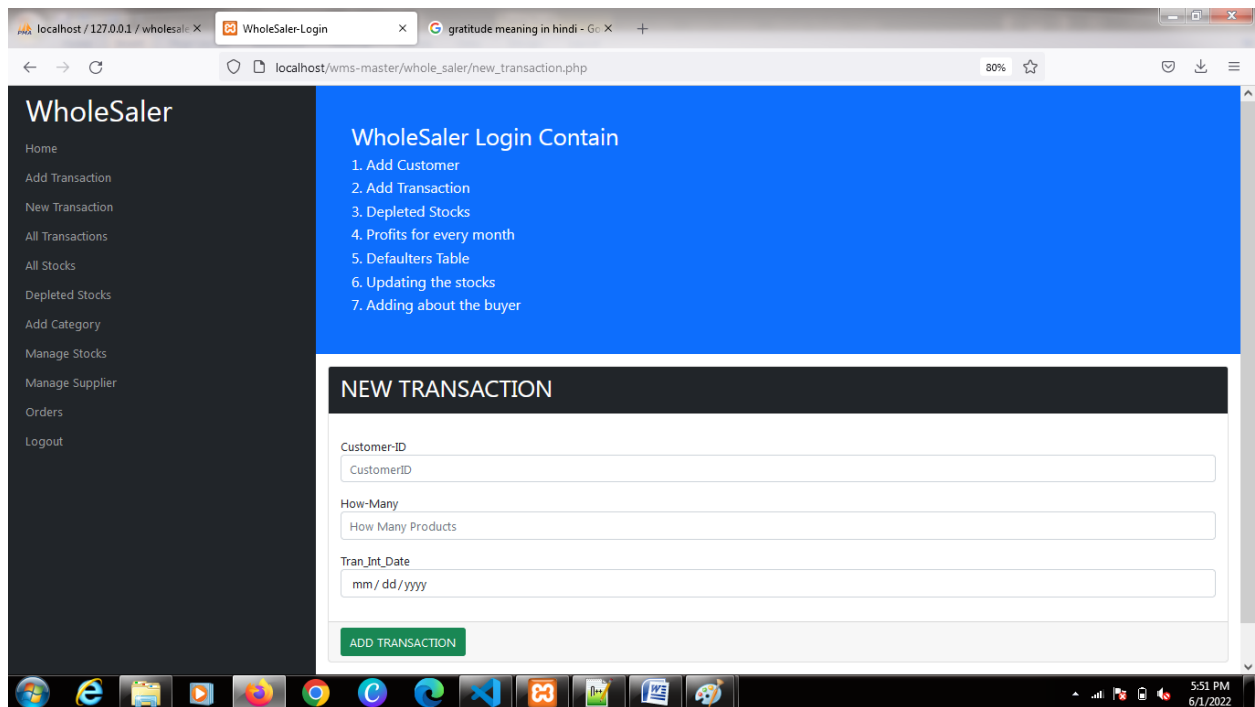 localhost / 127.0.0.1 / wholesale
WholeSaler-Login
gratitude meaning in hindi - Go
localhost/wms-master/whole_saler/new_transaction.php
80%
WholeSaler
Home
Add Transaction
New Transaction
All Transactions
All Stocks
Depleted Stocks
Add Category
Manage Stocks
Manage Supplier
Orders
Logout
WholeSaler Login Contain
1. Add Customer
2. Add Transaction
3. Depleted Stocks
4. Profits for every month
5. Defaulters Table
6. Updating the stocks
7. Adding about the buyer
NEW TRANSACTION
Customer-ID
CustomerID
How-Many
How Many Products
Tran_Int_Date
mm/dd/yyyy
ADD TRANSACTION
5:51 PM
6/1/2022